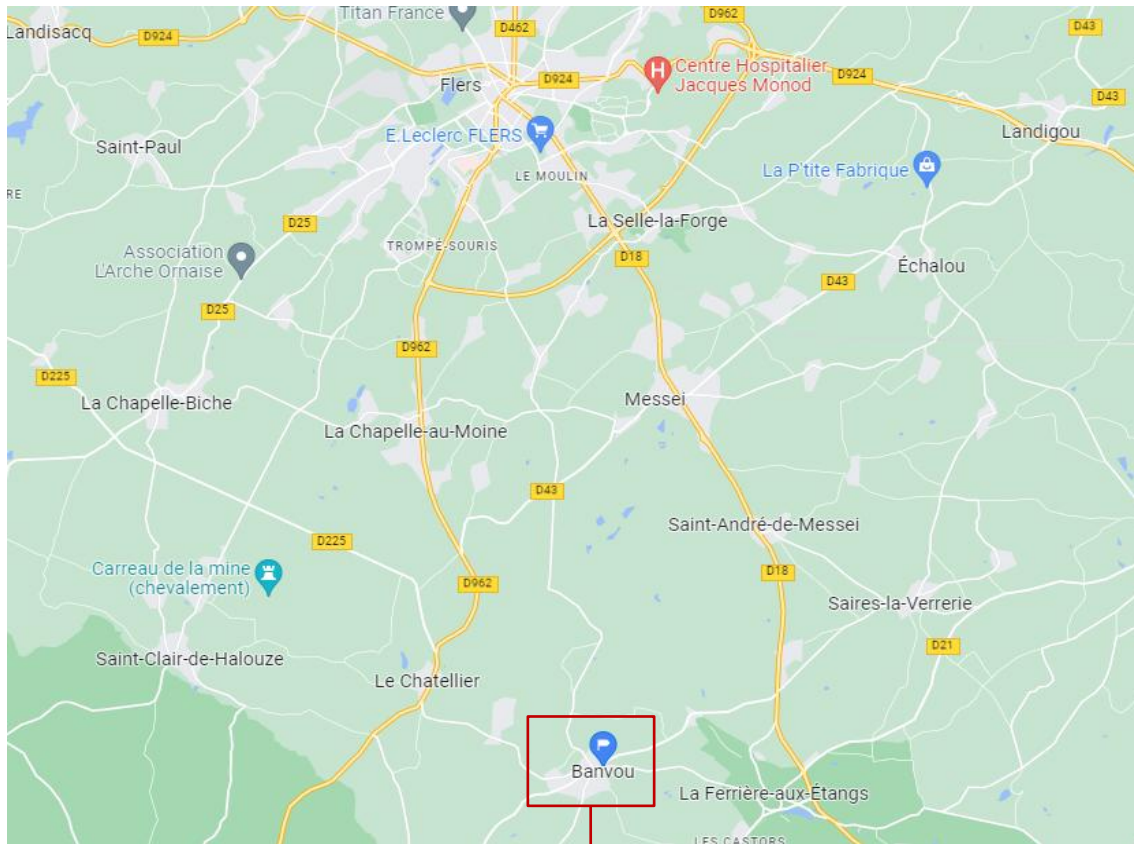 Titan France
D462
D962
D43
Landisacq
D924
Flers
D924
Centre Hospitalier
Jacques Monod
D924
D43
E.Leclerc FLERS
Landigou
Saint-Paul
LE MOULIN
La P'tite Fabrique
RE
D25
La Selle-la-Forge
TROMPÉ-SOURIS
Association
L'Arche Ornaise
D18
Échalou
D43
D25
D962
D225
La Chapelle-Biche
Messei
La Chapelle-au-Moine
D43
Saint-André-de-Messei
D225
Carreau de la mine
(chevalement)
D962
D18
Saires-la-Verrerie
D21
Saint-Clair-de-Halouze
Le Chatellier
Banvou
La Ferrière-aux-Étangs
LES CASTORS